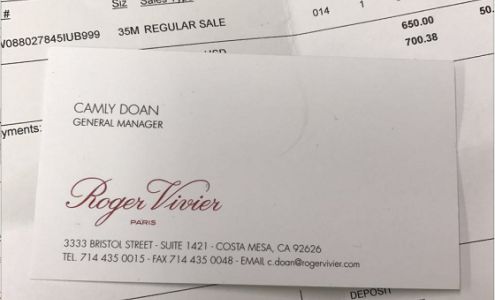 #
Siz
014
1
50.
V088027845IUB999
35M REGULAR SALE
650.00
700.38
yments:
CAMLY DOAN
GENERAL MANAGER
Roger Vivier
PARIS
3333 BRISTOL STREET - SUITE 1421 - COSTA MESA, CA 92626
TEL. 714 435 0015 - FAX 714 435 0048 - EMAIL c.doan@rogervivier.com
DEPOSIT